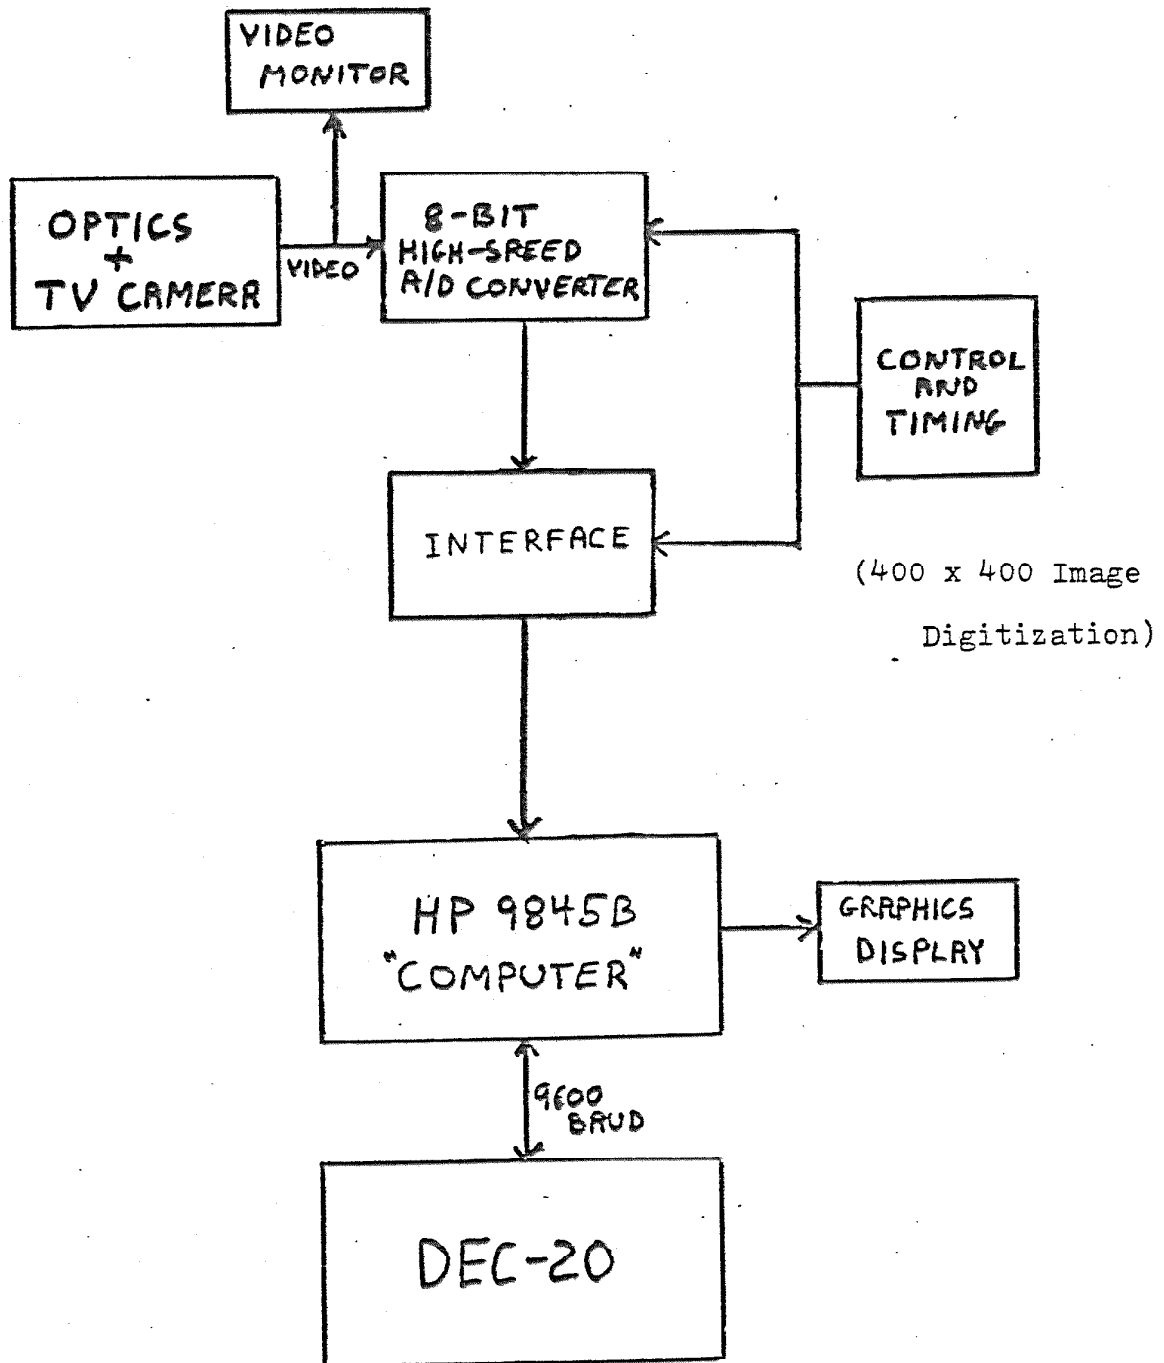 VIDEO
MONITOR
OPTICS
+
TV CAMERA
VIDEO
8-BIT
HIGH-SPEED
A/D CONVERTER
CONTROL
AND
TIMING
INTERFACE
(400 x 400 Image
Digitization)
HP 9845B
"COMPUTER"
GRAPHICS
DISPLAY
9600
BAUD
DEC-20